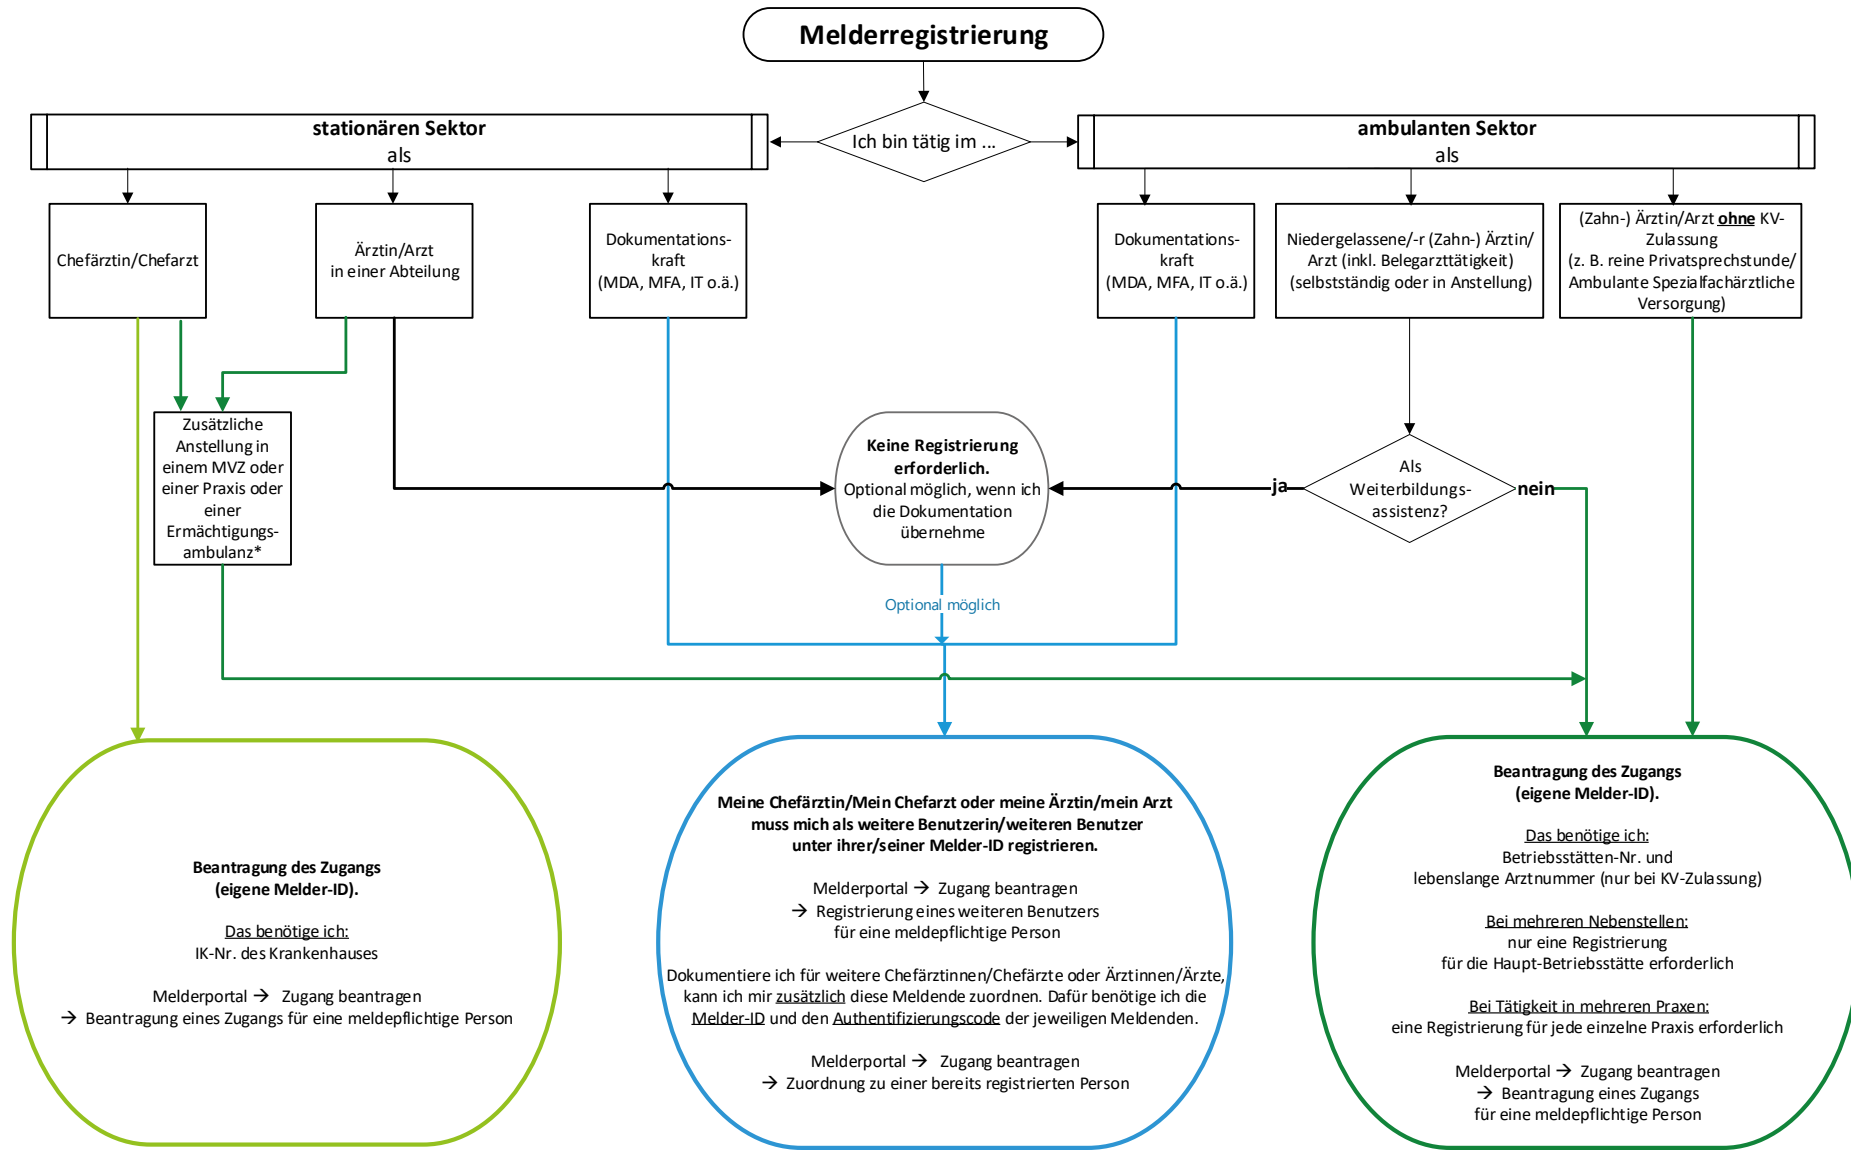 Melderregistrierung
Ich bin tätig im ...
stationären Sektor
als
ambulanten Sektor
als
Chefärztin/Chefarzt
Ärztin/Arzt
in einer Abteilung
Dokumentations-
kraft
(MDA, MFA, IT o.ä.)
Dokumentations-
kraft
(MDA, MFA, IT o.ä.)
Niedergelassene/-r (Zahn-) Ärztin/
Arzt (inkl. Belegarzttätigkeit)
(selbstständig oder in Anstellung)
(Zahn-) Ärztin/Arzt ohne KV-
Zulassung
(z. B. reine Privatsprechstunde/
Ambulante Spezialfachärztliche
Versorgung)
Zusätzliche
Anstellung in
einem MVZ oder
einer Praxis oder
einer
Ermächtigungs-
ambulanz*
Keine Registrierung
erforderlich.
Optional möglich, wenn ich
die Dokumentation
übernehme
ja
Als
Weiterbildungs-
assistenz?
nein
Optional möglich
Beantragung des Zugangs
(eigene Melder-ID).
Das benötige ich:
IK-Nr. des Krankenhauses
Melderportal → Zugang beantragen
→ Beantragung eines Zugangs für eine meldepflichtige Person
Meine Chefärztin/Mein Chefarzt oder meine Ärztin/mein Arzt
muss mich als weitere Benutzerin/weiteren Benutzer
unter ihrer/seiner Melder-ID registrieren.
Melderportal → Zugang beantragen
→ Registrierung eines weiteren Benutzers
für eine meldepflichtige Person
Dokumentiere ich für weitere Chefärztinnen/Chefärzte oder Ärztinnen/Ärzte,
kann ich mir zusätzlich diese Meldende zuordnen. Dafür benötige ich die
Melder-ID und den Authentifizierungscode der jeweiligen Meldenden.
Melderportal → Zugang beantragen
→ Zuordnung zu einer bereits registrierten Person
Beantragung des Zugangs
(eigene Melder-ID).
Das benötige ich:
Betriebsstätten-Nr. und
lebenslange Arztnummer (nur bei KV-Zulassung)
Bei mehreren Nebenstellen:
nur eine Registrierung
für die Haupt-Betriebsstätte erforderlich
Bei Tätigkeit in mehreren Praxen:
eine Registrierung für jede einzelne Praxis erforderlich
Melderportal → Zugang beantragen
→ Beantragung eines Zugangs
für eine meldepflichtige Person